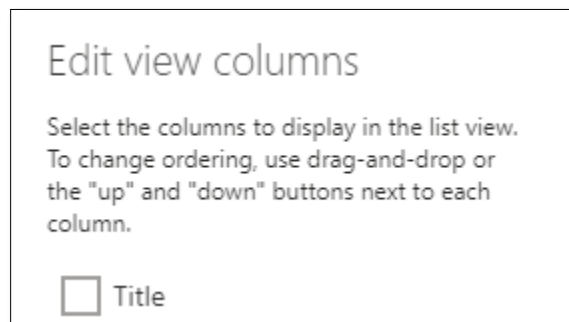 Edit view columns
Select the columns to display in the list view.
To change ordering, use drag-and-drop or
the "up" and "down" buttons next to each
column.
Title